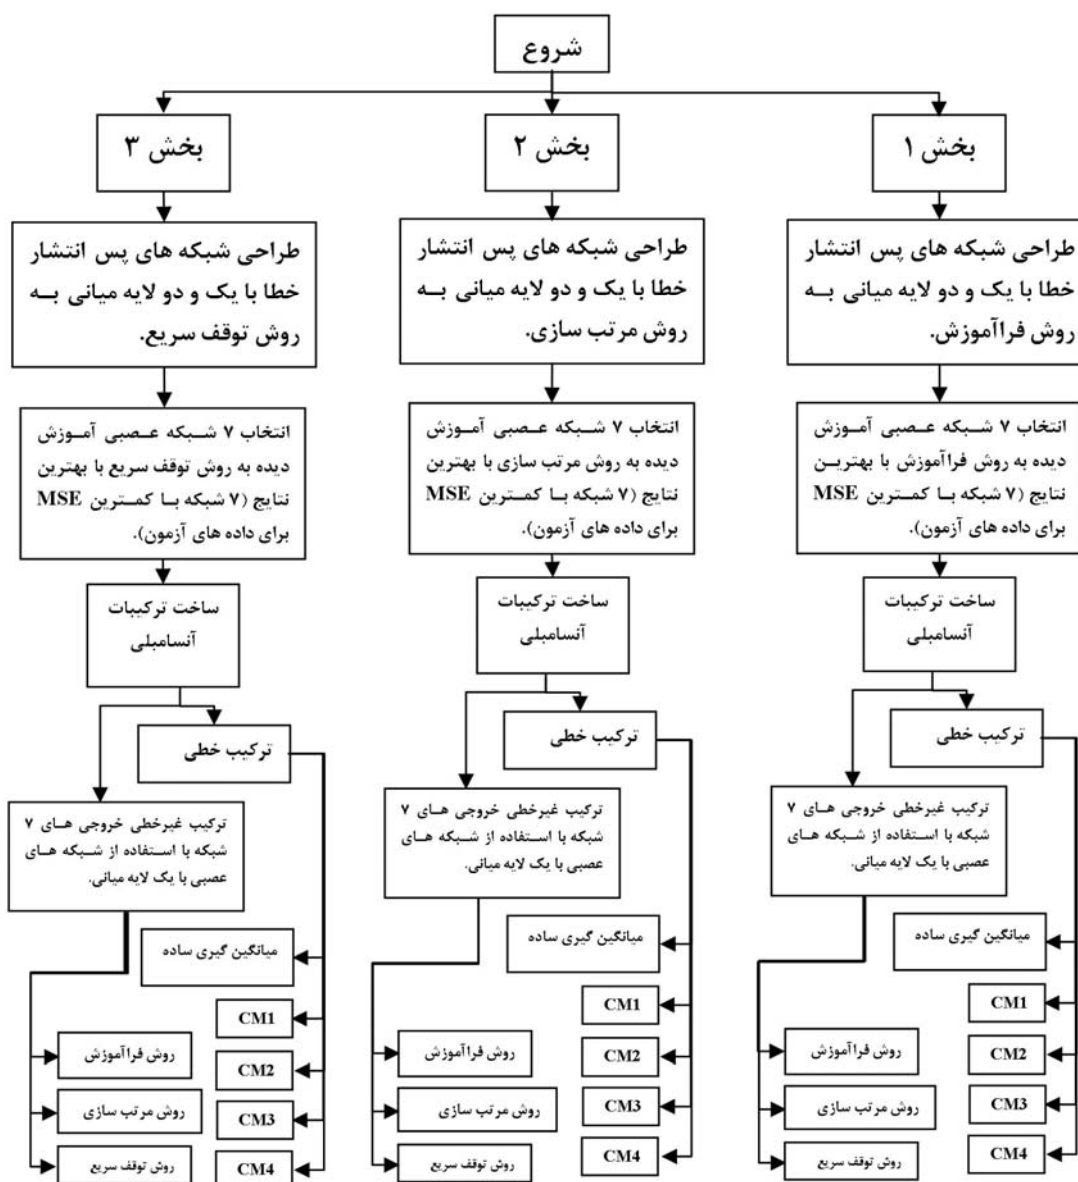 شروع
بخش ۱
طراحی شبکه های پس انتشار
خطا با یک و دو لایه میانی به
روش فراآموزش.
انتخاب ۷ شبکه عصبی آموزش
دیده به روش فراآموزش با بهترین
نتایج (۷ شبکه با کمترین MSE
برای داده های آزمون).
ساخت ترکیبات
آنسامبلی
ترکیب خطی
ترکیب غیرخطی خروجی های ۷
شبکه با استفاده از شبکه های
عصبی با یک لایه میانی.
میانگین گیری ساده
CM1
CM2
CM3
CM4
روش فراآموزش
روش مرتب سازی
روش توقف سریع
بخش ۲
طراحی شبکه های پس انتشار
خطا با یک و دو لایه میانی به
روش مرتب سازی.
انتخاب ۷ شبکه عصبی آموزش
دیده به روش مرتب سازی با بهترین
نتایج (۷ شبکه با کمترین MSE
برای داده های آزمون).
ساخت ترکیبات
آنسامبلی
ترکیب خطی
ترکیب غیرخطی خروجی های ۷
شبکه با استفاده از شبکه های
عصبی با یک لایه میانی.
میانگین گیری ساده
CM1
CM2
CM3
CM4
روش فراآموزش
روش مرتب سازی
روش توقف سریع
بخش ۳
طراحی شبکه های پس انتشار
خطا با یک و دو لایه میانی به
روش توقف سریع.
انتخاب ۷ شبکه عصبی آموزش
دیده به روش توقف سریع با بهترین
نتایج (۷ شبکه با کمترین MSE
برای داده های آزمون).
ساخت ترکیبات
آنسامبلی
ترکیب خطی
ترکیب غیرخطی خروجی های ۷
شبکه با استفاده از شبکه های
عصبی با یک لایه میانی.
میانگین گیری ساده
CM1
CM2
CM3
CM4
روش فراآموزش
روش مرتب سازی
روش توقف سریع